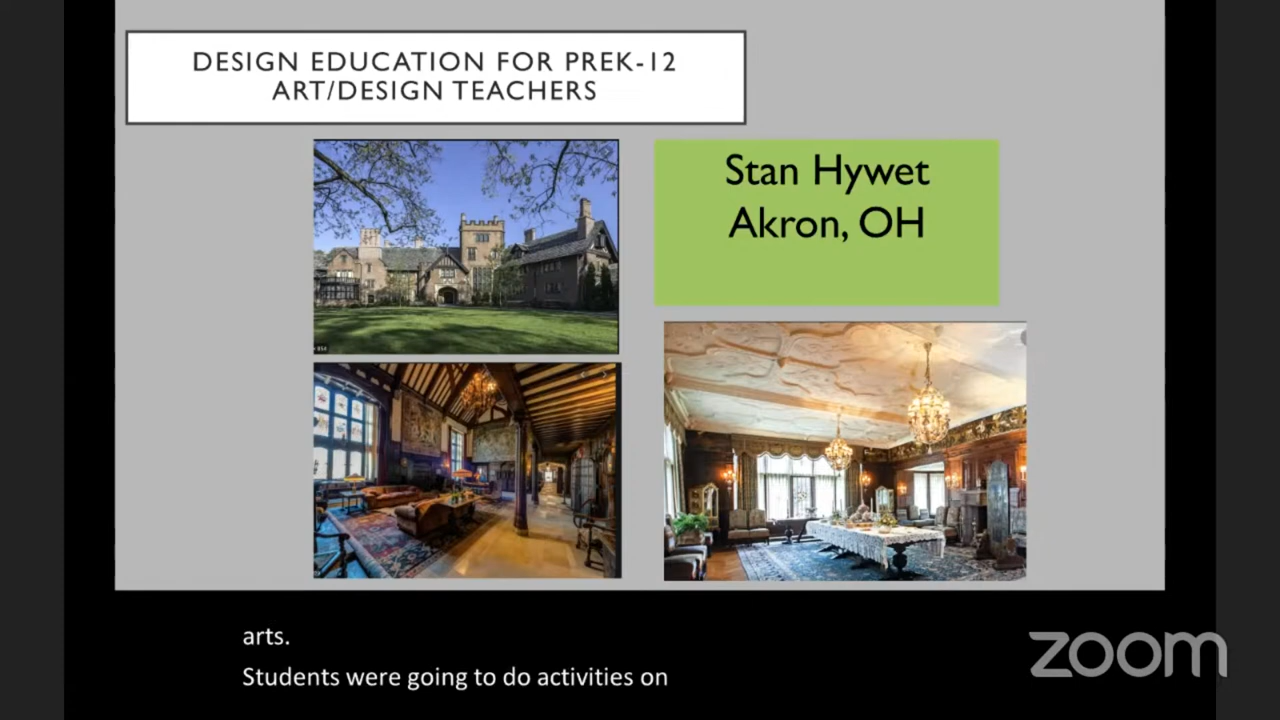 DESIGN EDUCATION FOR PREK-12
ART/DESIGN TEACHERS
Stan Hywet
Akron, OH
arts.
Students were going to do activities on
zoom